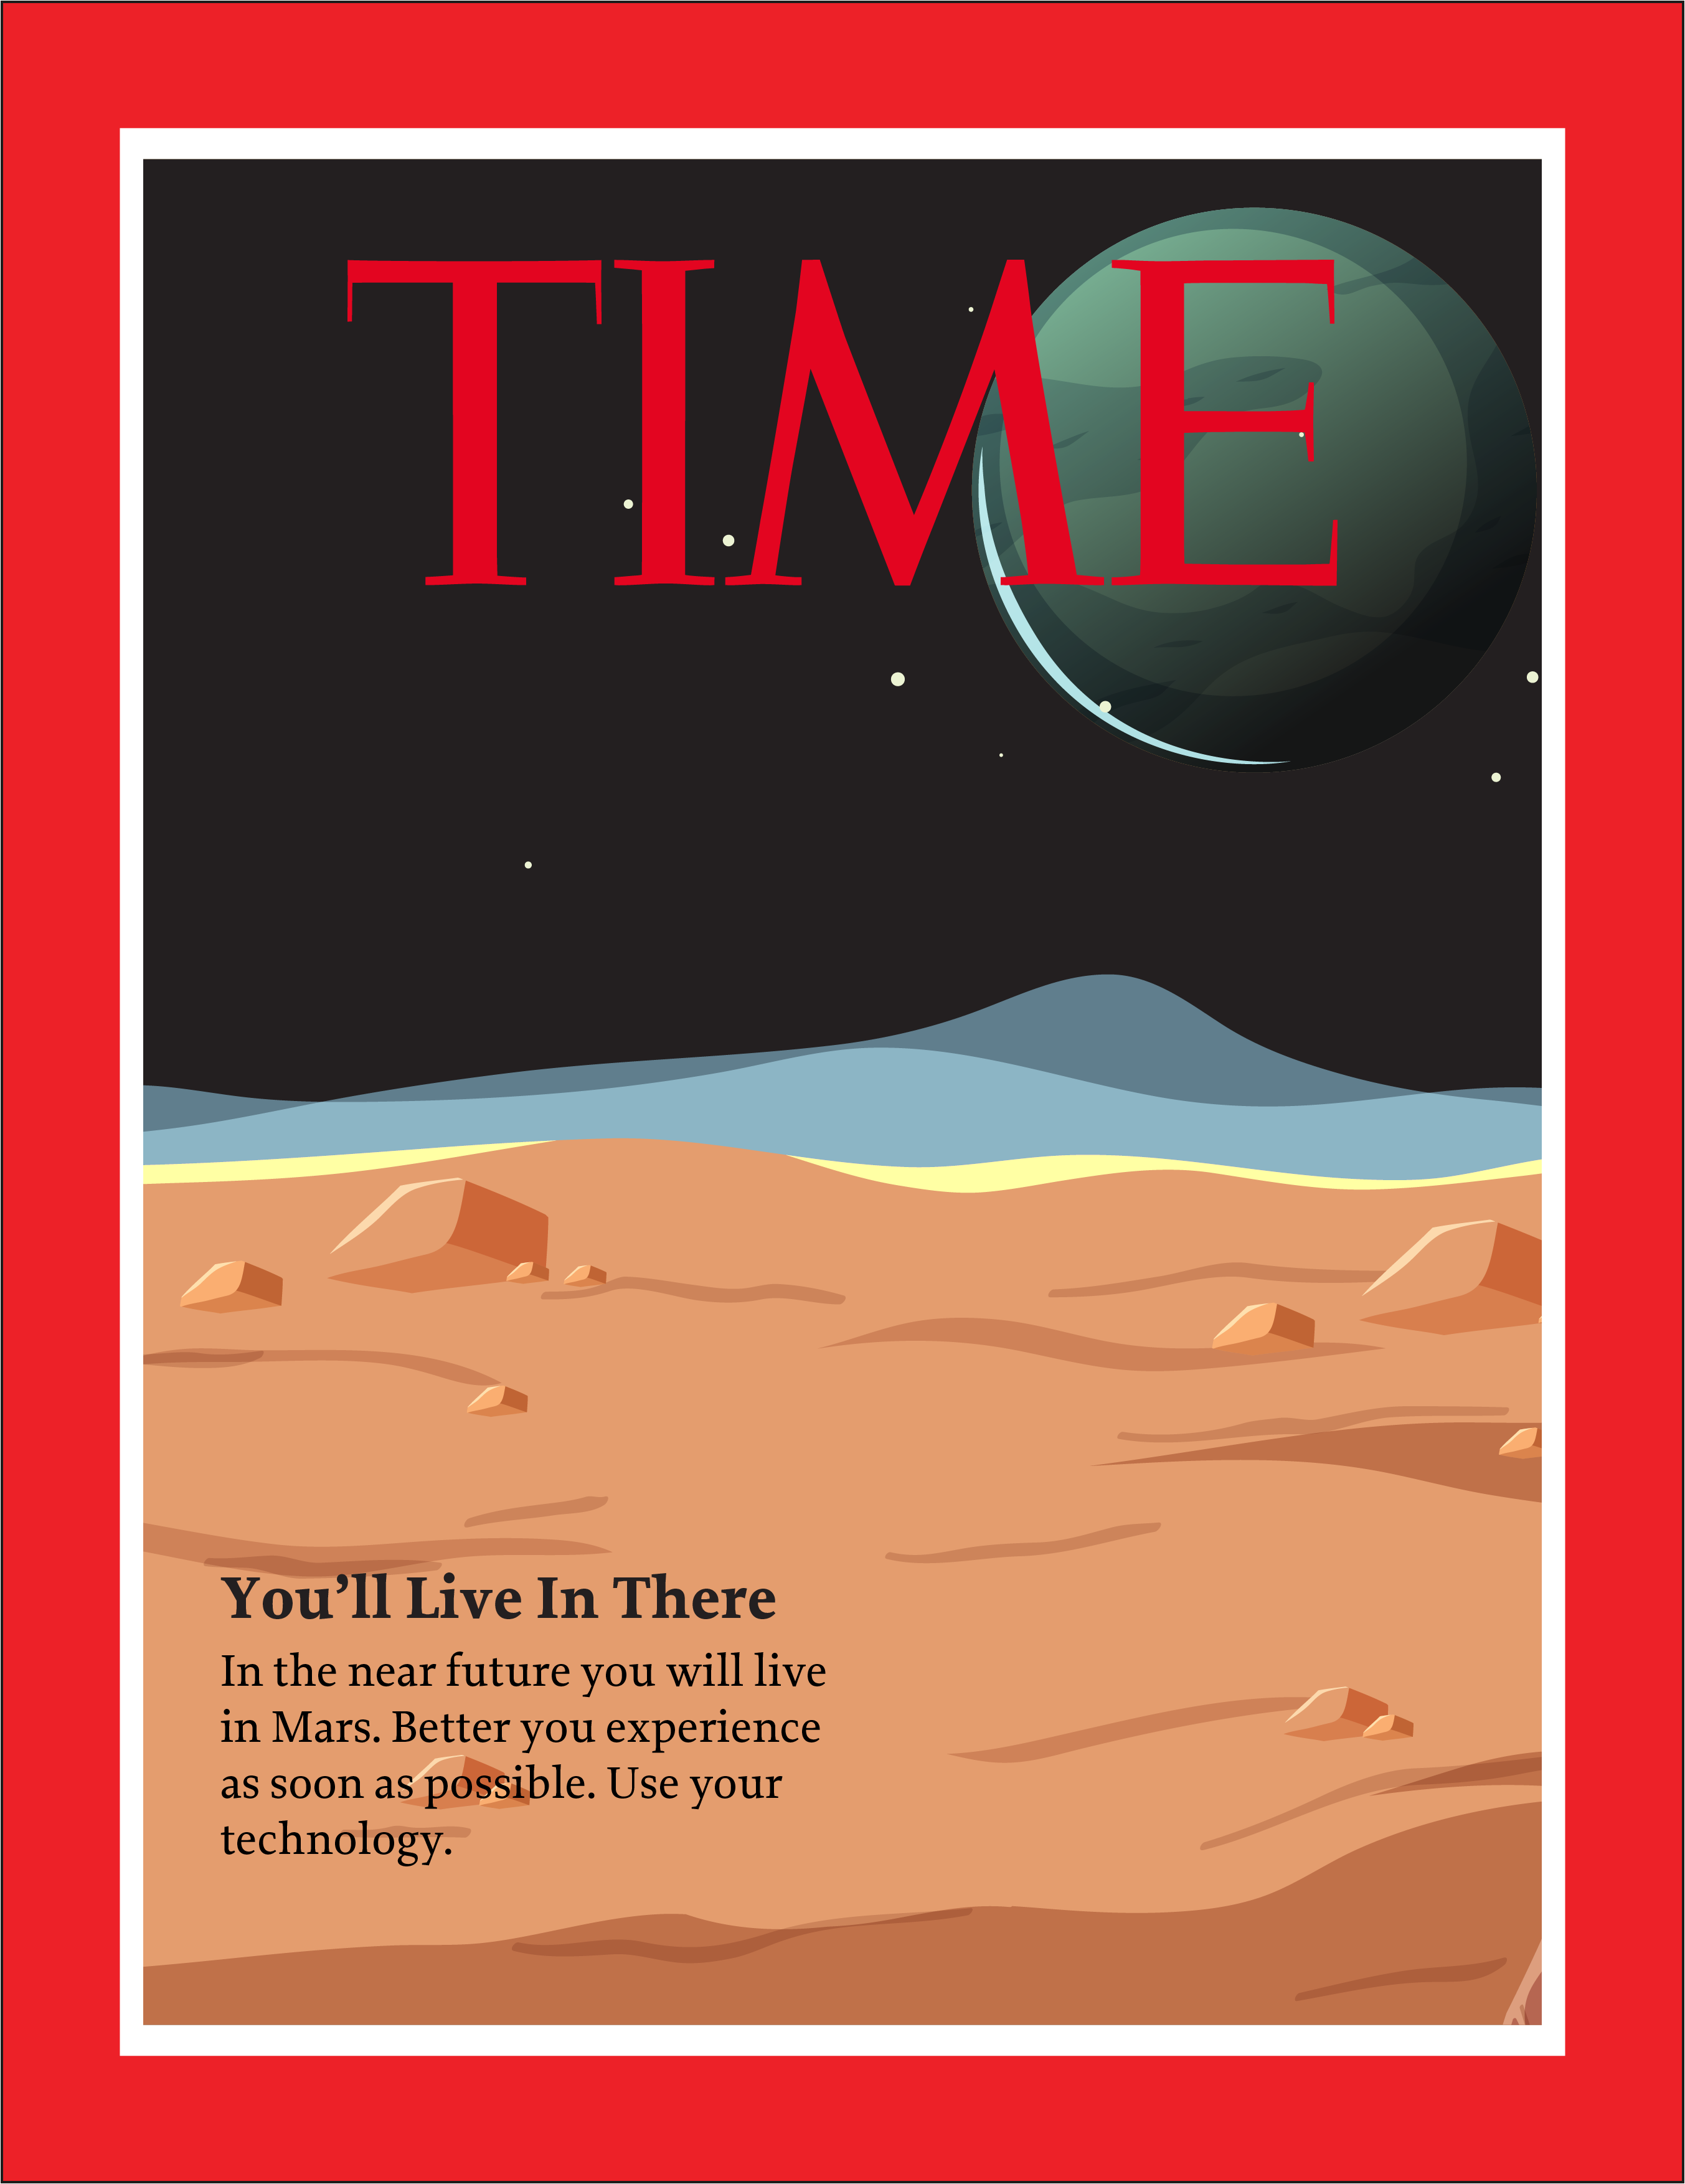 TIME
You’ll Live In There
In the near future you will live
in Mars. Better you experience
as soon as possible. Use your
technology.